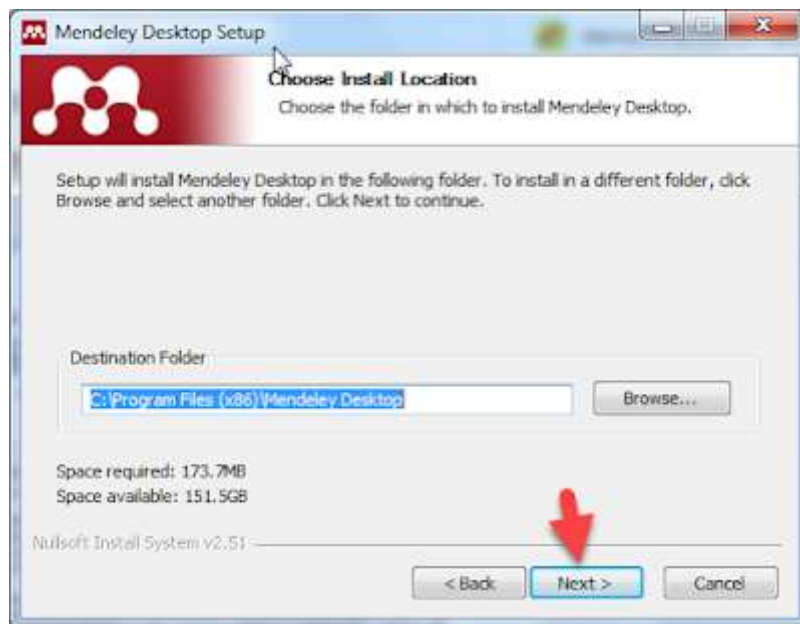 Mendeley Desktop Setup
Choose Install Location
Choose the folder in which to install Mendeley Desktop.
Setup will install Mendeley Desktop in the following folder. To install in a different folder, click
Browse and select another folder. Click Next to continue.
Destination Folder
C:\Program Files (x86)\Mendeley Desktop
Browse...
Space required: 173.7MB
Space available: 151.5GB
Nullsoft Install System v2.51
< Back
Next >
Cancel